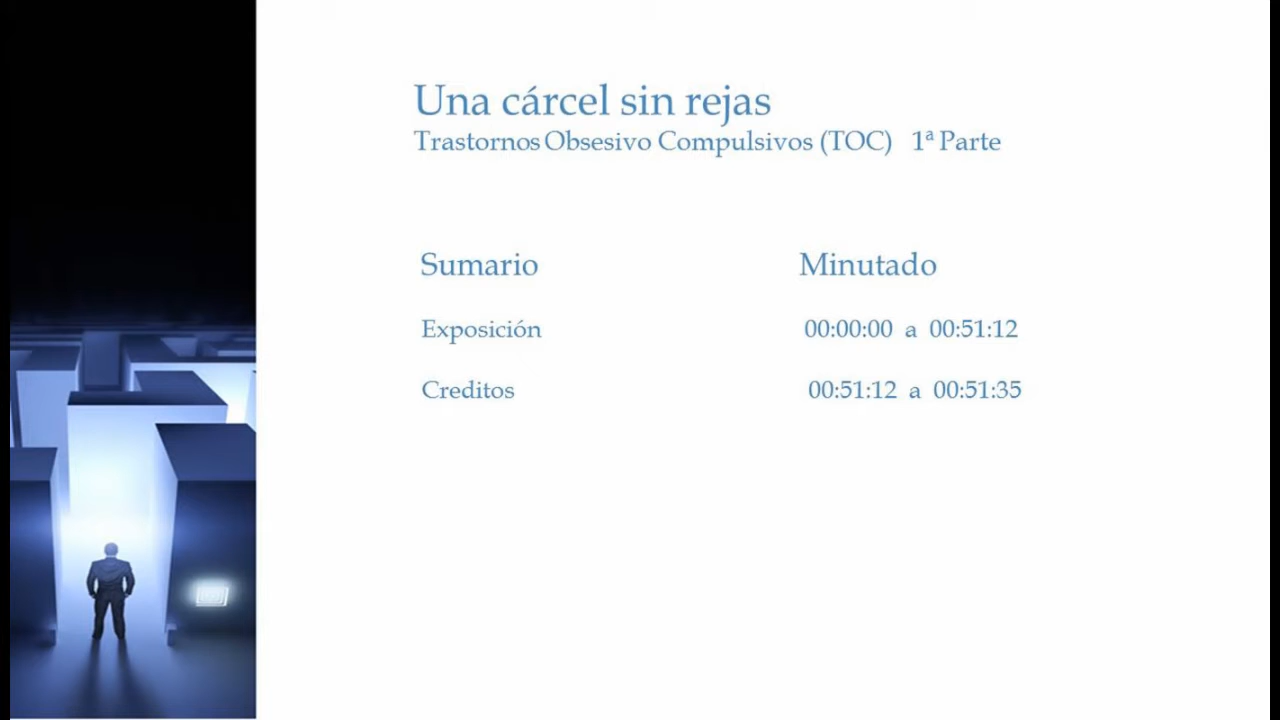 Una cárcel sin rejas
Trastornos Obsesivo Compulsivos (TOC) 1ª Parte
Sumario Minutado
Exposición 00:00:00 a 00:51:12
Creditos 00:51:12 a 00:51:35